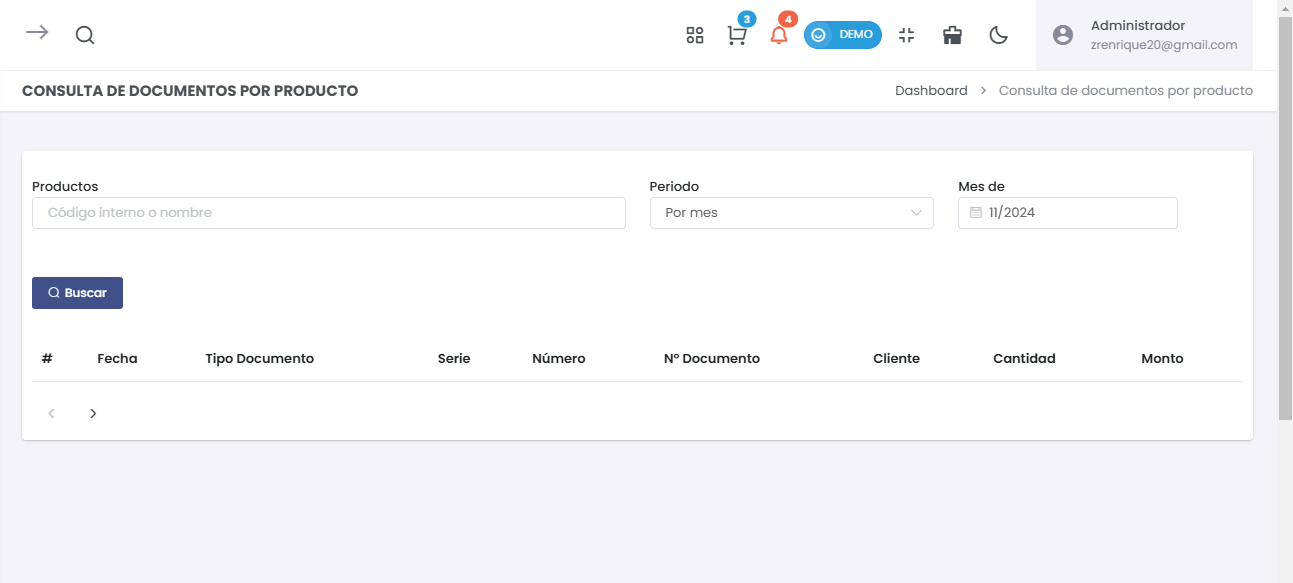 3
4
DEMO
Administrador
zrenrique20@gmail.com
CONSULTA DE DOCUMENTOS POR PRODUCTO
Dashboard > Consulta de documentos por producto
Productos
Periodo
Mes de
Código interno o nombre
Por mes
11/2024
Buscar
# Fecha Tipo Documento Serie Número Nº Documento Cliente Cantidad Monto